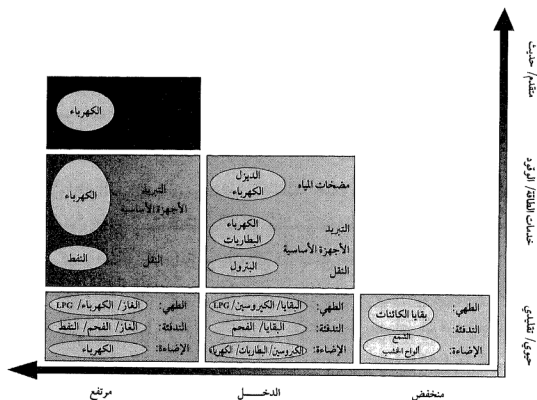 متقدم/ حديث
خدمات الطاقة/ الوقود
حيوي/ تقليدي
الكهرباء
مضخات المياه
الديزل
الكهرباء
التبريد
الأجهزة الأساسية
الكهرباء
البطاريات
النقل
البترول
التبريد
الأجهزة الأساسية
الكهرباء
النقل
النفط
الطهي:
بقايا الكائنات
التدفئة:
الإضاءة:
الشمع
ألواح الخشب
الطهي:
البقايا/ الكيروسين/ LPG
التدفئة:
البقايا/ الفحم
الإضاءة:
الكيروسين/ البطاريات/ الكهرباء
الطهي:
الغاز/ الكهرباء/ LPG
التدفئة:
الغاز/ الفحم/ النفط
الإضاءة:
الكهرباء
منخفض
الدخـــل
مرتفع